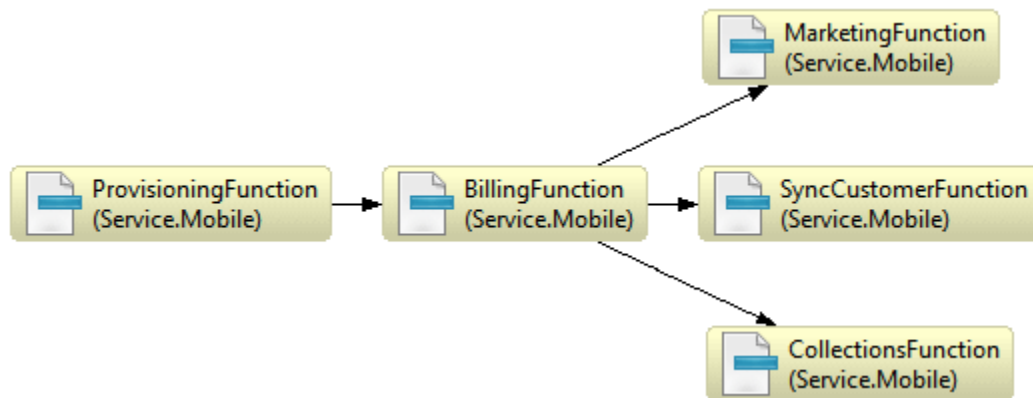 MarketingFunction
(Service.Mobile)
ProvisioningFunction
(Service.Mobile)
BillingFunction
(Service.Mobile)
SyncCustomerFunction
(Service.Mobile)
CollectionsFunction
(Service.Mobile)